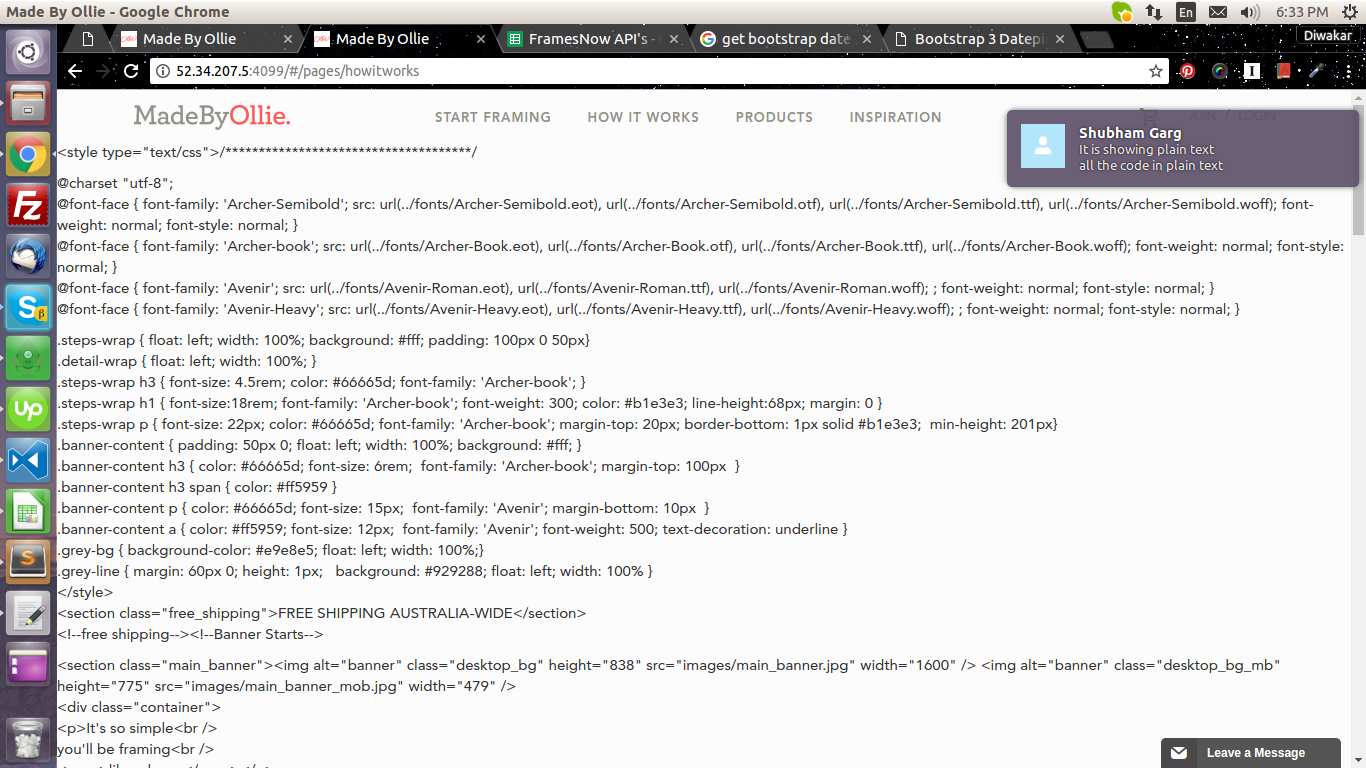 Made By Ollie - Google Chrome
En
6:33 PM
Made By Ollie
Made By Ollie
FramesNow API's -
get bootstrap date
Bootstrap 3 Datepi
Diwakar
52.34.207.5:4099/#/pages/howitworks
MadeByOllie.
START FRAMING
HOW IT WORKS
PRODUCTS
INSPIRATION
JOIN / LOGIN
Shubham Garg
It is showing plain text
all the code in plain text
<style type="text/css">/*************************************/
@charset "utf-8";
@font-face { font-family: 'Archer-Semibold'; src: url(../fonts/Archer-Semibold.eot), url(../fonts/Archer-Semibold.otf), url(../fonts/Archer-Semibold.ttf), url(../fonts/Archer-Semibold.woff); font-
weight: normal; font-style: normal; }
@font-face { font-family: 'Archer-book'; src: url(../fonts/Archer-Book.eot), url(../fonts/Archer-Book.otf), url(../fonts/Archer-Book.ttf), url(../fonts/Archer-Book.woff); font-weight: normal; font-style:
normal; }
@font-face { font-family: 'Avenir'; src: url(../fonts/Avenir-Roman.eot), url(../fonts/Avenir-Roman.ttf), url(../fonts/Avenir-Roman.woff); ; font-weight: normal; font-style: normal; }
@font-face { font-family: 'Avenir-Heavy'; src: url(../fonts/Avenir-Heavy.eot), url(../fonts/Avenir-Heavy.ttf), url(../fonts/Avenir-Heavy.woff); ; font-weight: normal; font-style: normal; }
.steps-wrap { float: left; width: 100%; background: #fff; padding: 100px 0 50px}
.detail-wrap { float: left; width: 100%; }
.steps-wrap h3 { font-size: 4.5rem; color: #66665d; font-family: 'Archer-book'; }
.steps-wrap h1 { font-size:18rem; font-family: 'Archer-book'; font-weight: 300; color: #b1e3e3; line-height:68px; margin: 0 }
.steps-wrap p { font-size: 22px; color: #66665d; font-family: 'Archer-book'; margin-top: 20px; border-bottom: 1px solid #b1e3e3;  min-height: 201px}
.banner-content { padding: 50px 0; float: left; width: 100%; background: #fff; }
.banner-content h3 { color: #66665d; font-size: 6rem;  font-family: 'Archer-book'; margin-top: 100px  }
.banner-content h3 span { color: #ff5959 }
.banner-content p { color: #66665d; font-size: 15px;  font-family: 'Avenir'; margin-bottom: 10px  }
.banner-content a { color: #ff5959; font-size: 12px;  font-family: 'Avenir'; font-weight: 500; text-decoration: underline }
.grey-bg { background-color: #e9e8e5; float: left; width: 100%;}
.grey-line { margin: 60px 0; height: 1px;   background: #929288; float: left; width: 100% }
</style>
<section class="free_shipping">FREE SHIPPING AUSTRALIA-WIDE</section>
<!--free shipping--><!--Banner Starts-->
<section class="main_banner"><img alt="banner" class="desktop_bg" height="838" src="images/main_banner.jpg" width="1600" /> <img alt="banner" class="desktop_bg_mb"
height="775" src="images/main_banner_mob.jpg" width="479" />
<div class="container">
<p>It's so simple<br />
you'll be framing<br />
Leave a Message